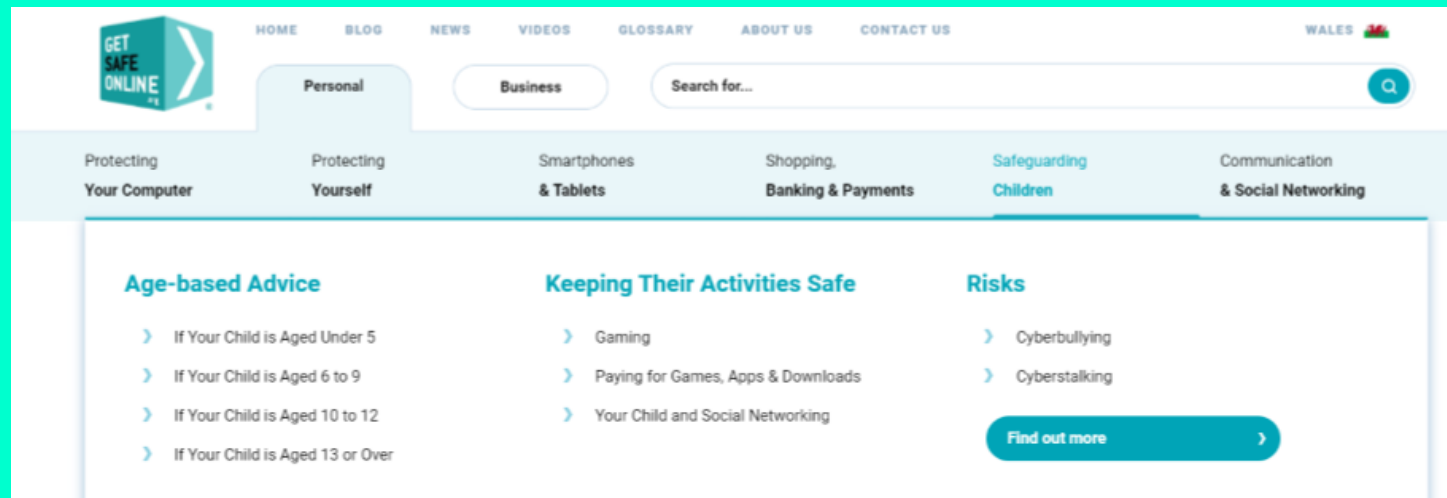 GET
SAFE
ONLINE
.org
HOME BLOG NEWS VIDEOS GLOSSARY ABOUT US CONTACT US WALES
Personal Business Search for...
Protecting Your Computer
Protecting Yourself
Smartphones & Tablets
Shopping, Banking & Payments
Safeguarding Children
Communication & Social Networking
Age-based Advice
If Your Child is Aged Under 5
If Your Child is Aged 6 to 9
If Your Child is Aged 10 to 12
If Your Child is Aged 13 or Over
Keeping Their Activities Safe
Gaming
Paying for Games, Apps & Downloads
Your Child and Social Networking
Risks
Cyberbullying
Cyberstalking
Find out more